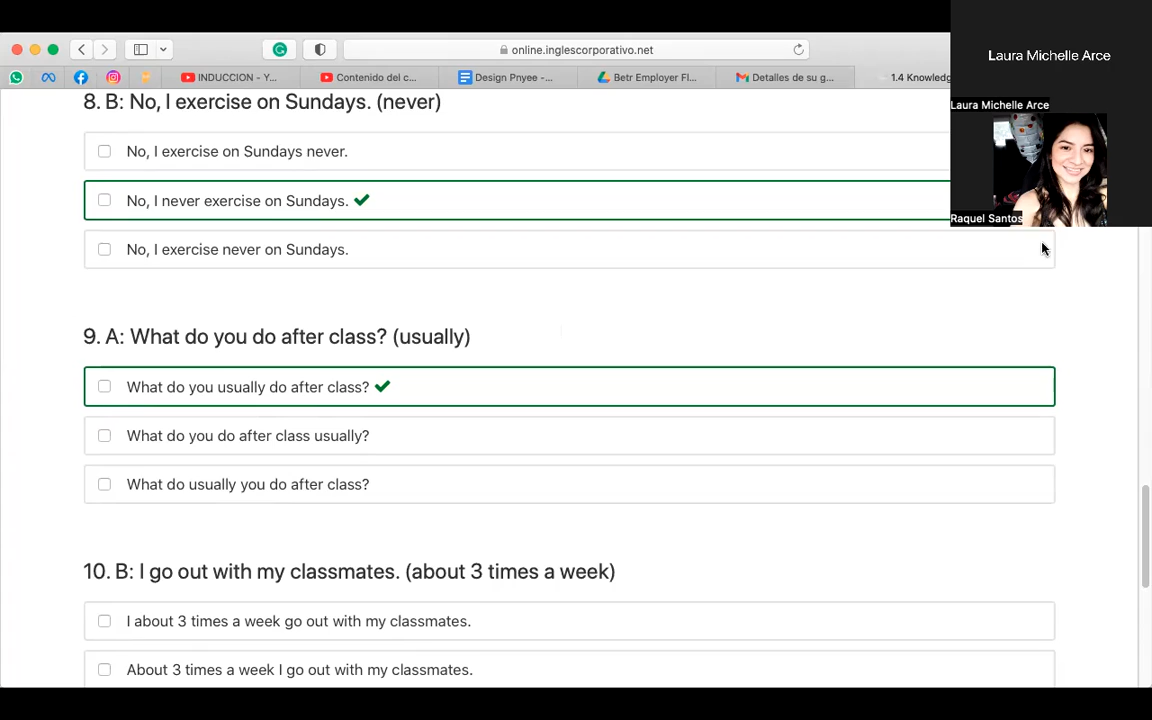 online.inglescorporativo.net
INDUCCION - Y...
Contenido del c...
Design Pnyee -...
Betr Employer Fl...
Detalles de su g...
1.4 Knowled
Laura Michelle Arce
Laura Michelle Arce
Raquel Santos
8. B: No, I exercise on Sundays. (never)
No, I exercise on Sundays never.
No, I never exercise on Sundays.
No, I exercise never on Sundays.
9. A: What do you do after class? (usually)
What do you usually do after class?
What do you do after class usually?
What do usually you do after class?
10. B: I go out with my classmates. (about 3 times a week)
I about 3 times a week go out with my classmates.
About 3 times a week I go out with my classmates.